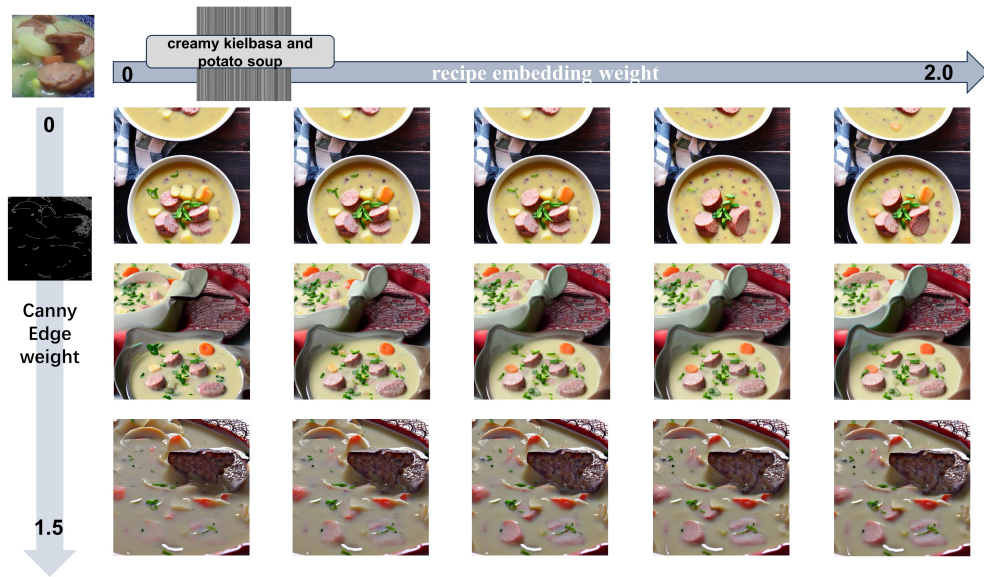 creamy kielbasa and
potato soup
0
recipe embedding weight
2.0
0
Canny
Edge
weight
1.5